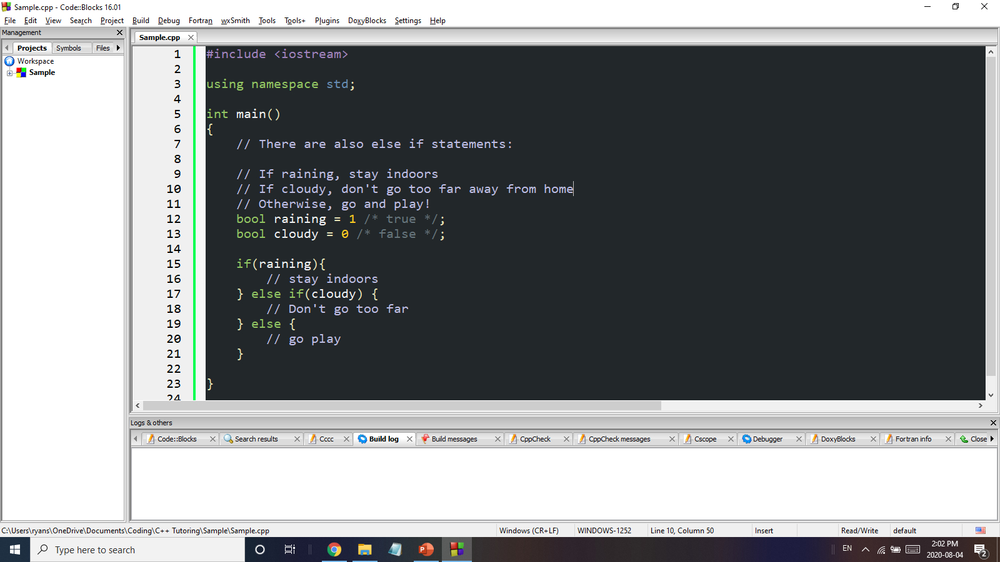 Sample.cpp - Code::Blocks 16.01
File Edit View Search Project Build Debug Fortran wxSmith Tools Tools+ Plugins DoxyBlocks Settings Help
Management
Projects Symbols Files
Workspace
Sample
Sample.cpp
1 #include <iostream>
2
3 using namespace std;
4
5 int main()
6 {
7     // There are also else if statements:
8
9     // If raining, stay indoors
10     // If cloudy, don't go too far away from home
11     // Otherwise, go and play!
12     bool raining = 1 /* true */;
13     bool cloudy = 0 /* false */;
14
15     if(raining){
16         // stay indoors
17     } else if(cloudy) {
18         // Don't go too far
19     } else {
20         // go play
21     }
22
23 }
24
Logs & others
Code::Blocks Search results Cccc Build log Build messages CppCheck CppCheck messages Cscope Debugger DoxyBlocks Fortran info Close
C:\Users\ryans\OneDrive\Documents\Coding\C++ Tutoring\Sample\Sample.cpp Windows (CR+LF) WINDOWS-1252 Line 10, Column 50 Insert Read/Write default
Type here to search
EN
2:02 PM
2020-08-04
2